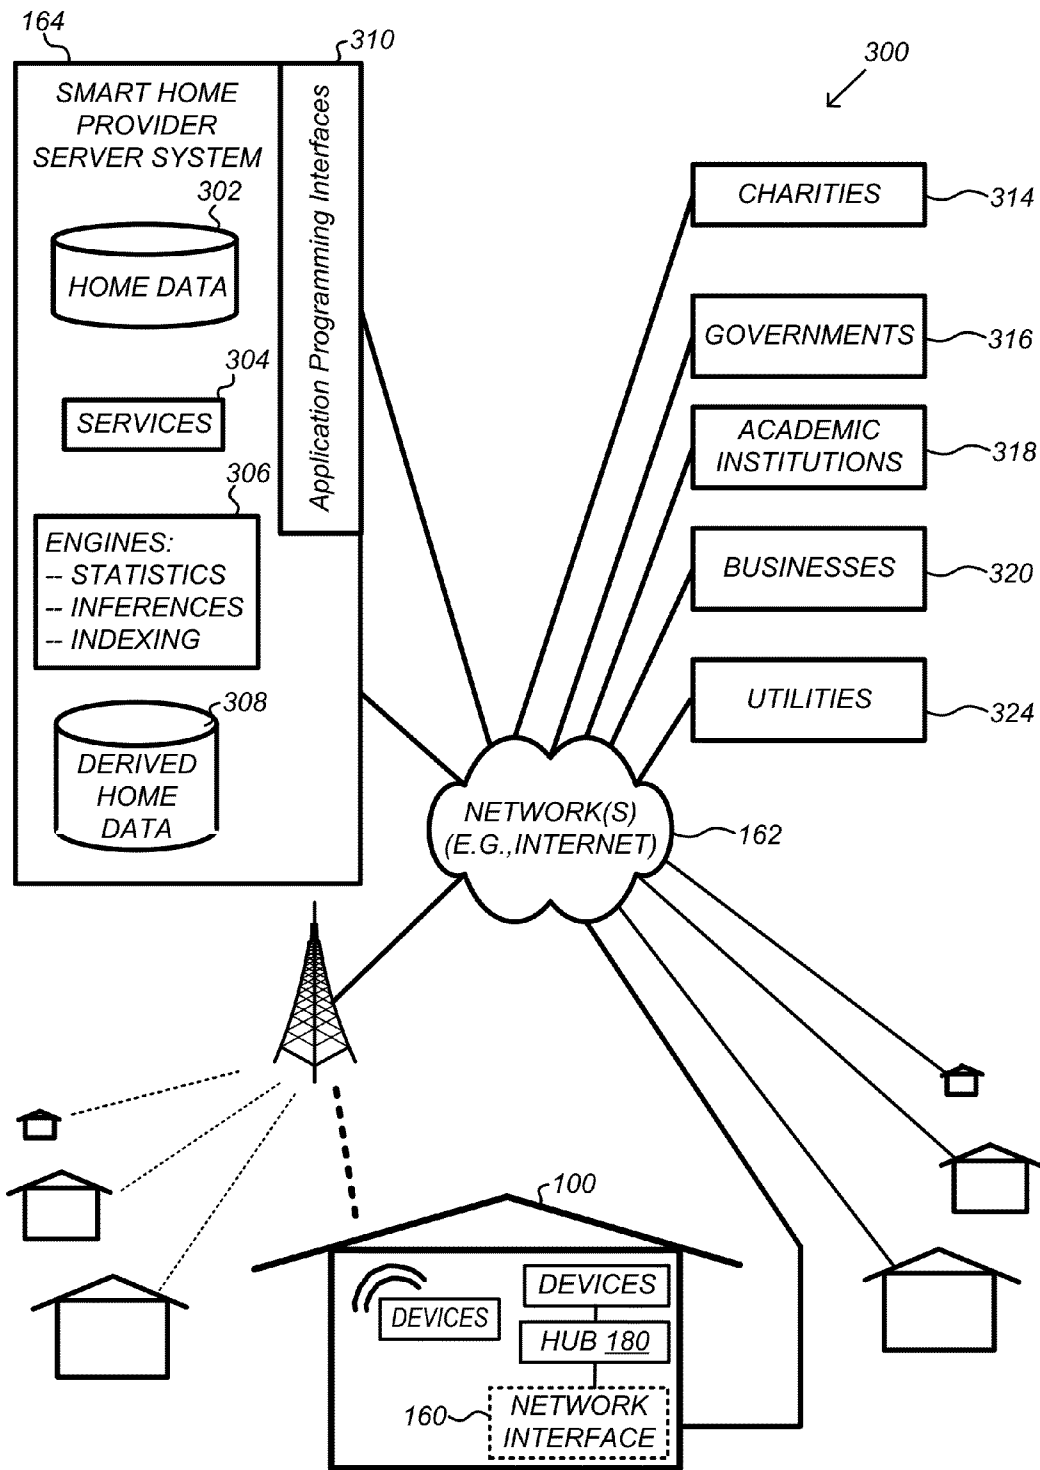 164
310
300
SMART HOME
PROVIDER
SERVER SYSTEM
Application Programming Interfaces
302
HOME DATA
304
SERVICES
306
ENGINES:
-- STATISTICS
-- INFERENCES
-- INDEXING
308
DERIVED
HOME
DATA
CHARITIES
314
GOVERNMENTS
316
ACADEMIC
INSTITUTIONS
318
BUSINESSES
320
UTILITIES
324
NETWORK(S)
(E.G.,INTERNET)
162
100
DEVICES
DEVICES
HUB 180
160
NETWORK
INTERFACE